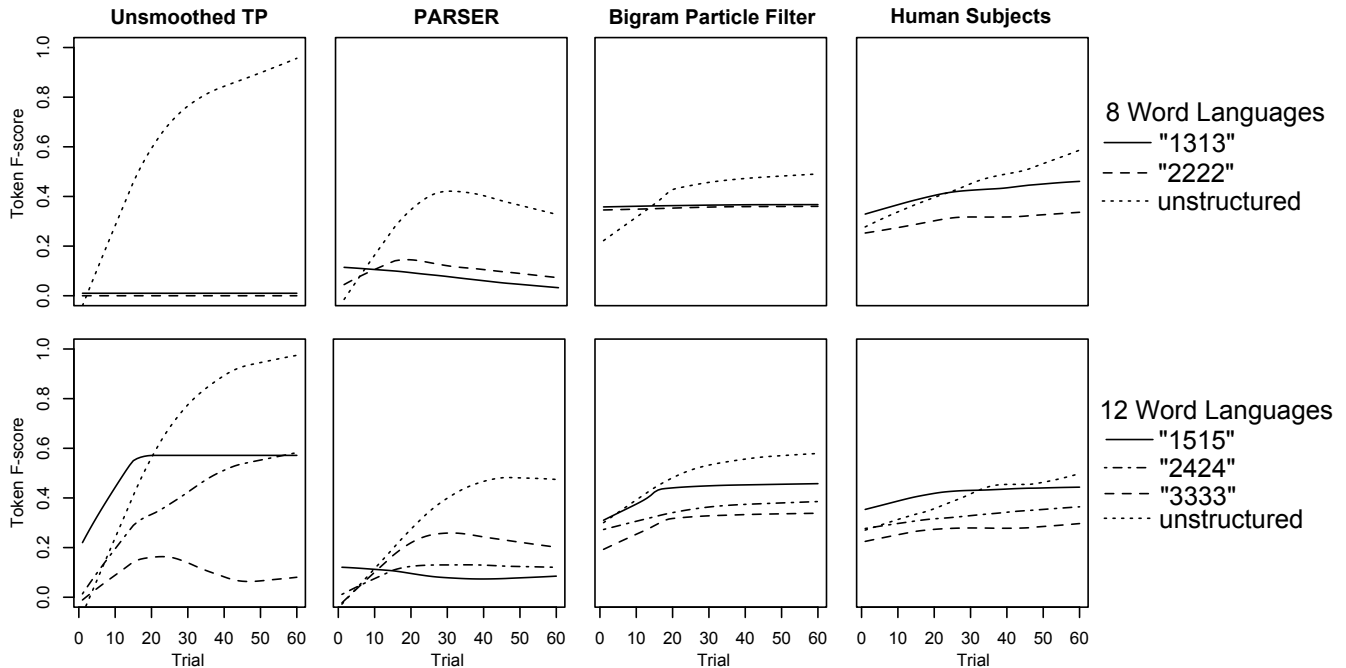 Unsmoothed TP
PARSER
Bigram Particle Filter
Human Subjects
Token F-score
0.0 0.2 0.4 0.6 0.8 1.0
8 Word Languages
"1313"
"2222"
unstructured
Token F-score
0.0 0.2 0.4 0.6 0.8 1.0
12 Word Languages
"1515"
"2424"
"3333"
unstructured
0 10 20 30 40 50 60
0 10 20 30 40 50 60
0 10 20 30 40 50 60
0 10 20 30 40 50 60
Trial
Trial
Trial
Trial